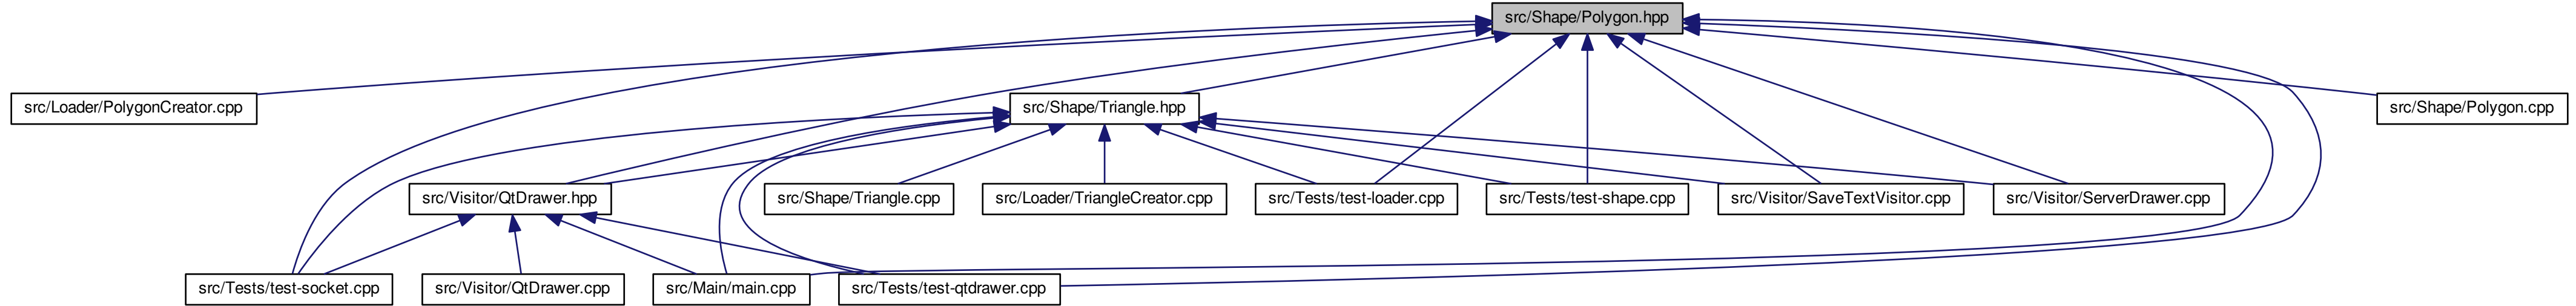 src/Shape/Polygon.hpp
src/Loader/PolygonCreator.cpp
src/Shape/Triangle.hpp
src/Shape/Polygon.cpp
src/Visitor/QtDrawer.hpp
src/Shape/Triangle.cpp
src/Loader/TriangleCreator.cpp
src/Tests/test-loader.cpp
src/Tests/test-shape.cpp
src/Visitor/SaveTextVisitor.cpp
src/Visitor/ServerDrawer.cpp
src/Tests/test-socket.cpp
src/Visitor/QtDrawer.cpp
src/Main/main.cpp
src/Tests/test-qtdrawer.cpp